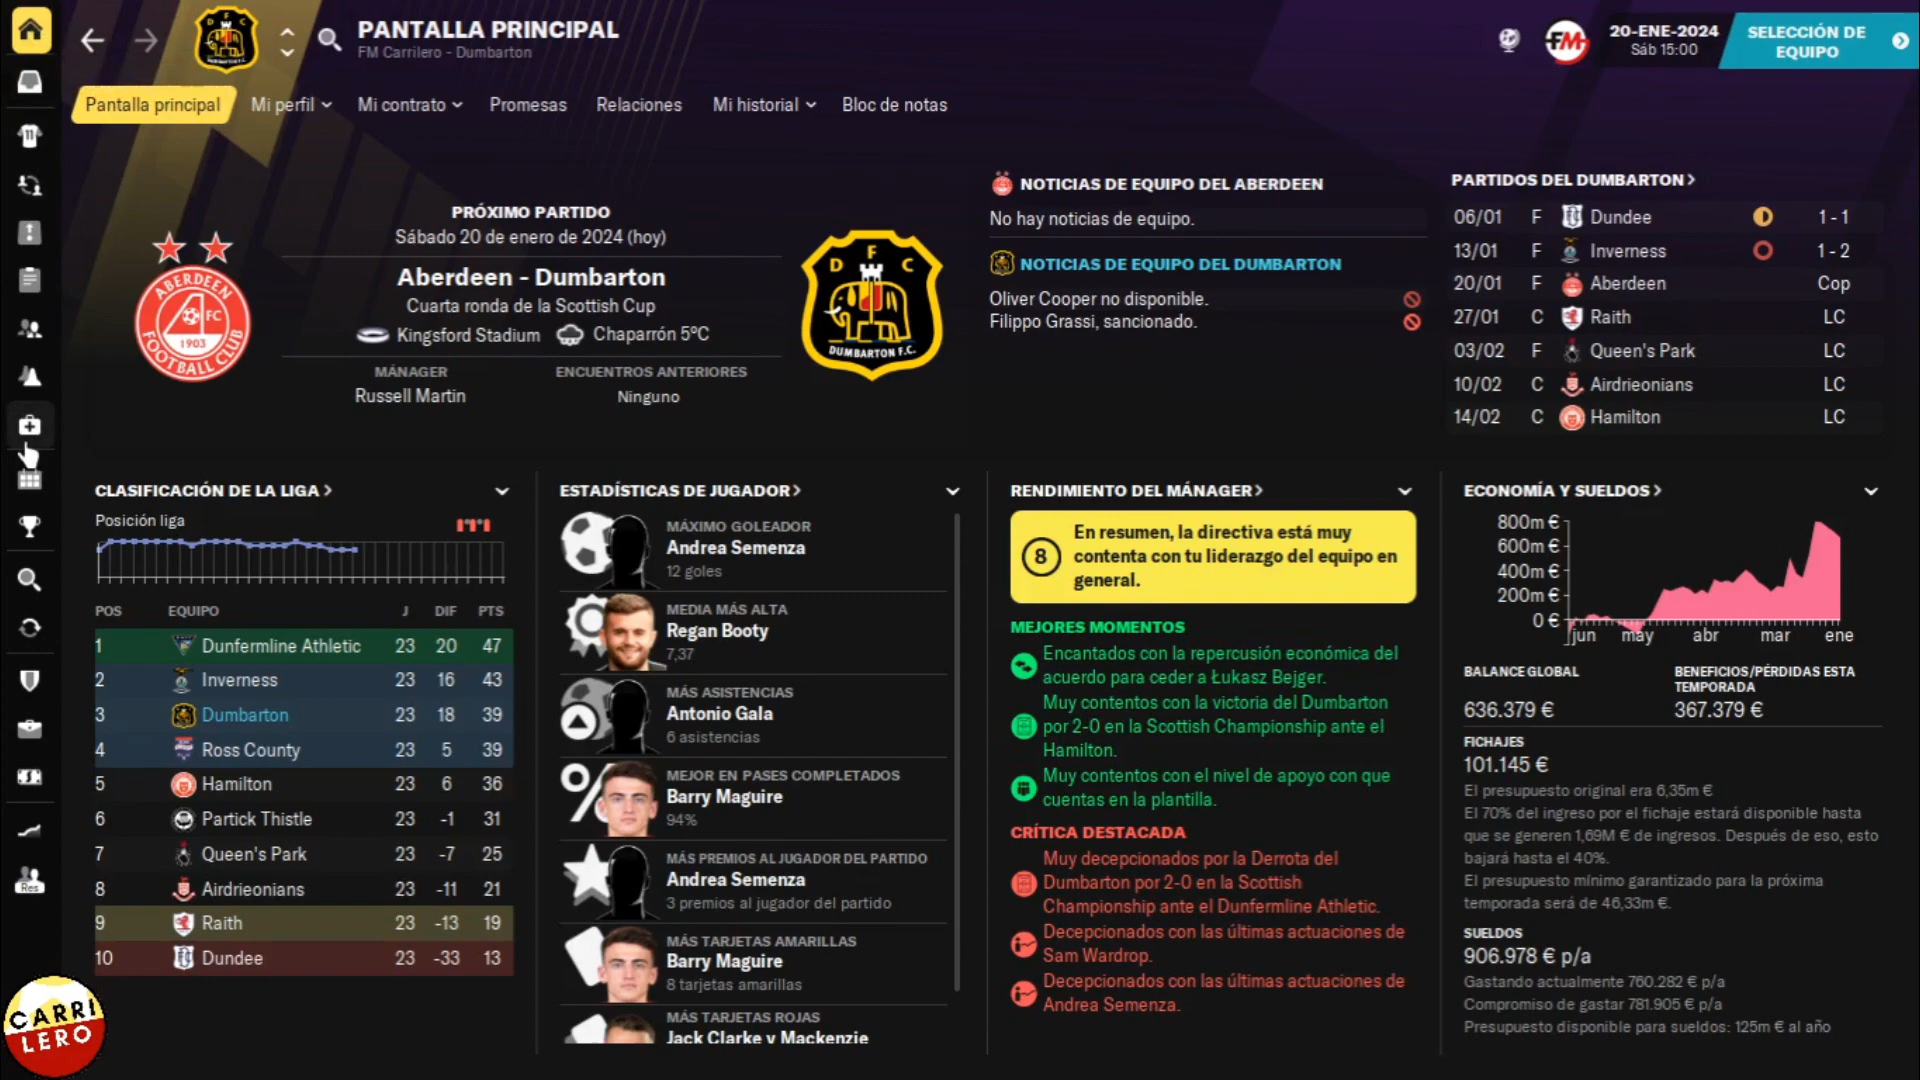 PANTALLA PRINCIPAL
FM Carrilero - Dumbarton
20-ENE-2024
Sáb 15:00
SELECCIÓN DE
EQUIPO
Pantalla principal
Mi perfil
Mi contrato
Promesas
Relaciones
Mi historial
Bloc de notas
PRÓXIMO PARTIDO
Sábado 20 de enero de 2024 (hoy)
Aberdeen - Dumbarton
Cuarta ronda de la Scottish Cup
Kingsford Stadium
Chaparrón 5ºC
MÁNAGER
Russell Martin
ENCUENTROS ANTERIORES
Ninguno
ABERDEEN
FC
1903
FOOTBALL CLUB
D F C
DUMBARTON F.C.
NOTICIAS DE EQUIPO DEL ABERDEEN
No hay noticias de equipo.
NOTICIAS DE EQUIPO DEL DUMBARTON
Oliver Cooper no disponible.
Filippo Grassi, sancionado.
PARTIDOS DEL DUMBARTON
06/01 F Dundee 1 - 1
13/01 F Inverness 1 - 2
20/01 F Aberdeen Cop
27/01 C Raith LC
03/02 F Queen's Park LC
10/02 C Airdrieonians LC
14/02 C Hamilton LC
CLASIFICACIÓN DE LA LIGA
Posición liga
POS EQUIPO J DIF PTS
1 Dunfermline Athletic 23 20 47
2 Inverness 23 16 43
3 Dumbarton 23 18 39
4 Ross County 23 5 39
5 Hamilton 23 6 36
6 Partick Thistle 23 -1 31
7 Queen's Park 23 -7 25
8 Airdrieonians 23 -11 21
9 Raith 23 -13 19
10 Dundee 23 -33 13
ESTADÍSTICAS DE JUGADOR
MÁXIMO GOLEADOR
Andrea Semenza
12 goles
MEDIA MÁS ALTA
Regan Booty
7,37
MÁS ASISTENCIAS
Antonio Gala
6 asistencias
MEJOR EN PASES COMPLETADOS
Barry Maguire
94%
MÁS PREMIOS AL JUGADOR DEL PARTIDO
Andrea Semenza
3 premios al jugador del partido
MÁS TARJETAS AMARILLAS
Barry Maguire
8 tarjetas amarillas
MÁS TARJETAS ROJAS
Jack Clarke y Mackenzie
RENDIMIENTO DEL MÁNAGER
8
En resumen, la directiva está muy
contenta con tu liderazgo del equipo en
general.
MEJORES MOMENTOS
Encantados con la repercusión económica del
acuerdo para ceder a Łukasz Bejger.
Muy contentos con la victoria del Dumbarton
por 2-0 en la Scottish Championship ante el
Hamilton.
Muy contentos con el nivel de apoyo con que
cuentas en la plantilla.
CRÍTICA DESTACADA
Muy decepcionados por la Derrota del
Dumbarton por 2-0 en la Scottish
Championship ante el Dunfermline Athletic.
Decepcionados con las últimas actuaciones de
Sam Wardrop.
Decepcionados con las últimas actuaciones de
Andrea Semenza.
ECONOMÍA Y SUELDOS
800m €
600m €
400m €
200m €
0 €
jun may abr mar ene
BALANCE GLOBAL
636.379 €
BENEFICIOS/PÉRDIDAS ESTA
TEMPORADA
367.379 €
FICHAJES
101.145 €
El presupuesto original era 6,35m €
El 70% del ingreso por el fichaje estará disponible hasta
que se generen 1,69M € de ingresos. Después de eso, esto
bajará hasta el 40%.
El presupuesto mínimo garantizado para la próxima
temporada será de 46,33m €.
SUELDOS
906.978 € p/a
Gastando actualmente 760.282 € p/a
Compromiso de gastar 781.905 € p/a
Presupuesto disponible para sueldos: 125m € al año
Res
CARRI
LERO
FM
11